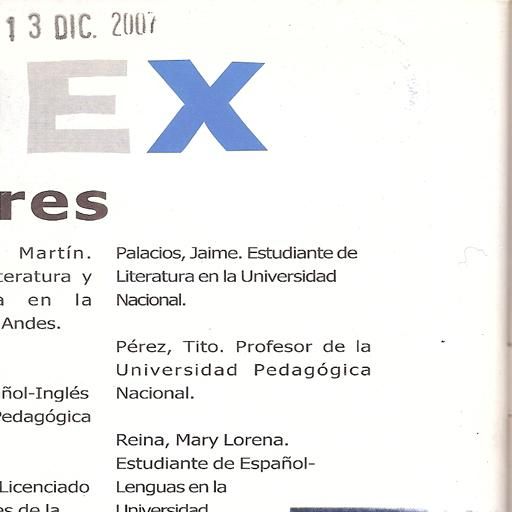 13 DIC. 2007
EX
res
Martín.
teratura y
a en la
Andes.
ñol-Inglés
Pedagógica
Licenciado
es de la
Palacios, Jaime. Estudiante de
Literatura en la Universidad
Nacional.
Pérez, Tito. Profesor de la
Universidad Pedagógica
Nacional.
Reina, Mary Lorena.
Estudiante de Español-
Lenguas en la
Universidad